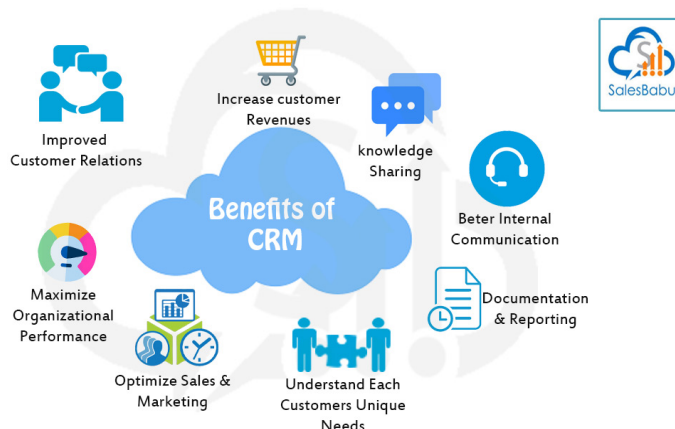 Increase customer
Revenues
SalesBabu
Improved
Customer Relations
knowledge
Sharing
Benefits of
CRM
Beter Internal
Communication
Maximize
Organizational
Performance
Documentation
& Reporting
Optimize Sales &
Marketing
Understand Each
Customers Unique
Needs